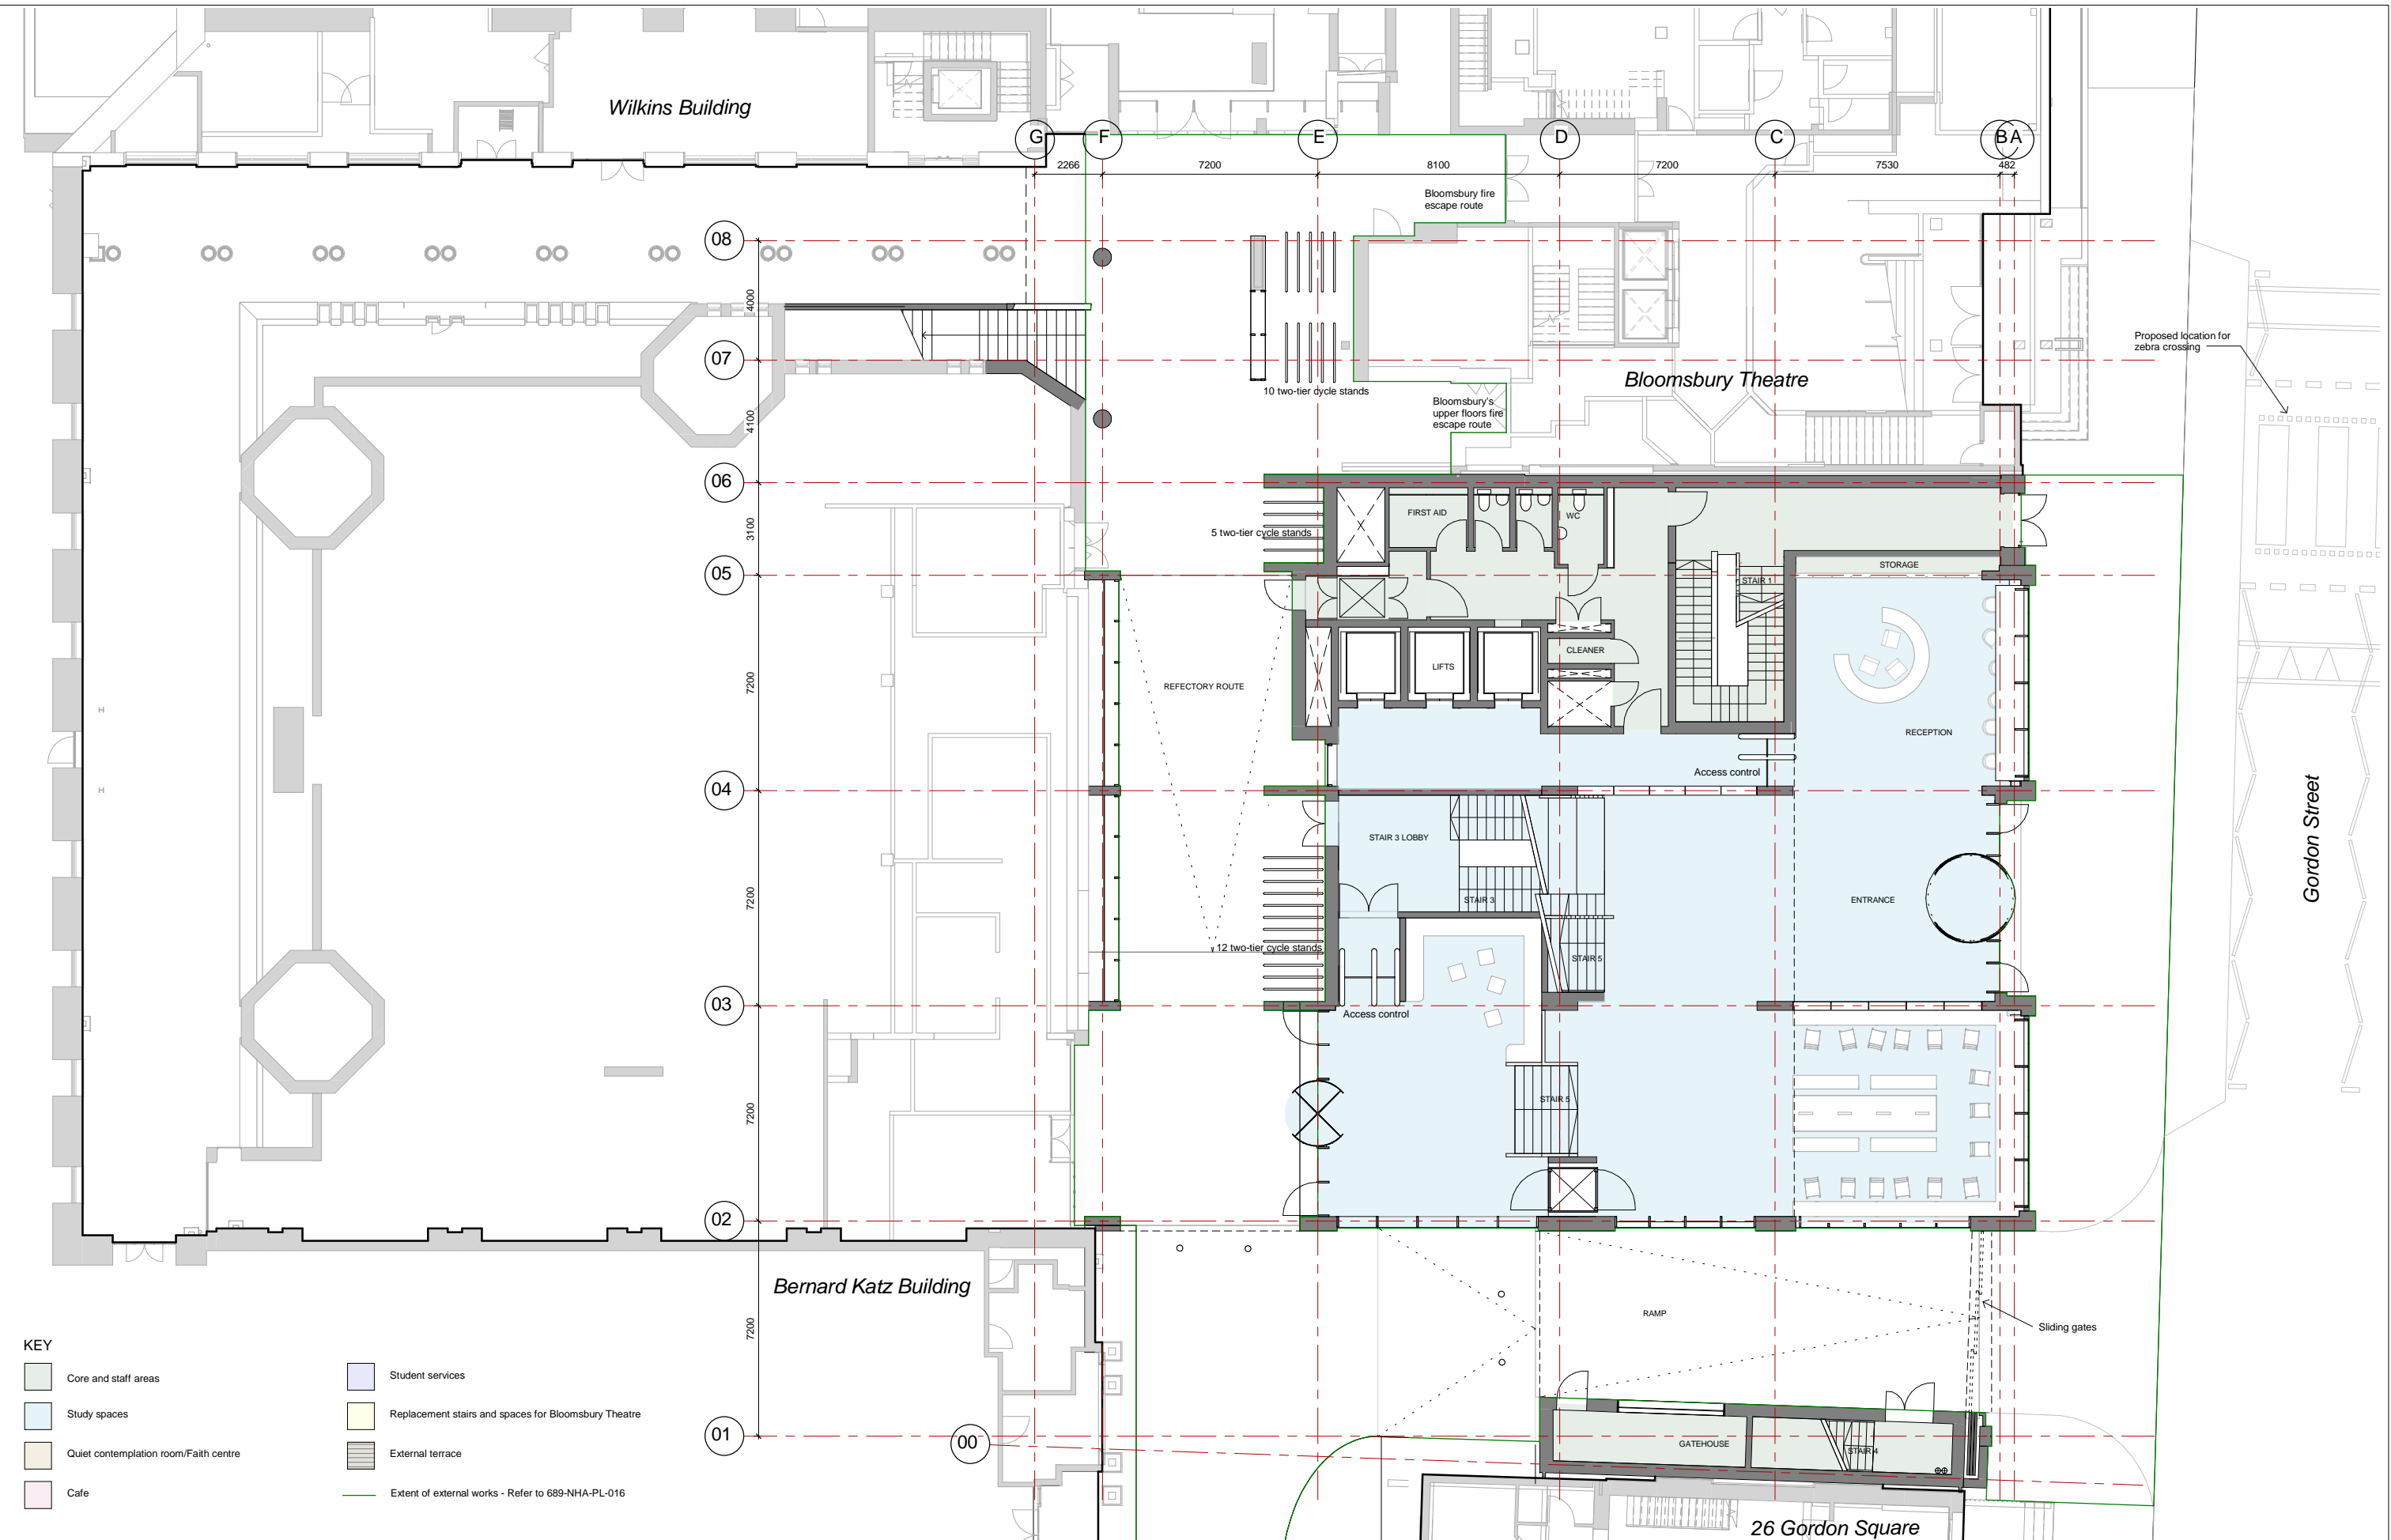 Wilkins Building
G
F
E
D
C
B
A
2266
7200
8100
7200
7530
482
Bloomsbury fire
escape route
08
4000
Proposed location for
zebra crossing
07
Bloomsbury Theatre
10 two-tier cycle stands
Bloomsbury's
upper floors fire
escape route
4100
06
FIRST AID
WC
5 two-tier cycle stands
3100
05
STORAGE
STAIR 1
CLEANER
LIFTS
REFECTORY ROUTE
7200
RECEPTION
Access control
04
Gordon Street
STAIR 3 LOBBY
7200
STAIR 3
ENTRANCE
12 two-tier cycle stands
STAIR 5
03
Access control
7200
STAIR 5
02
Bernard Katz Building
RAMP
Sliding gates
7200
01
00
GATEHOUSE
STAIR 4
26 Gordon Square
KEY
Core and staff areas
Study spaces
Quiet contemplation room/Faith centre
Cafe
Student services
Replacement stairs and spaces for Bloomsbury Theatre
External terrace
Extent of external works - Refer to 689-NHA-PL-016